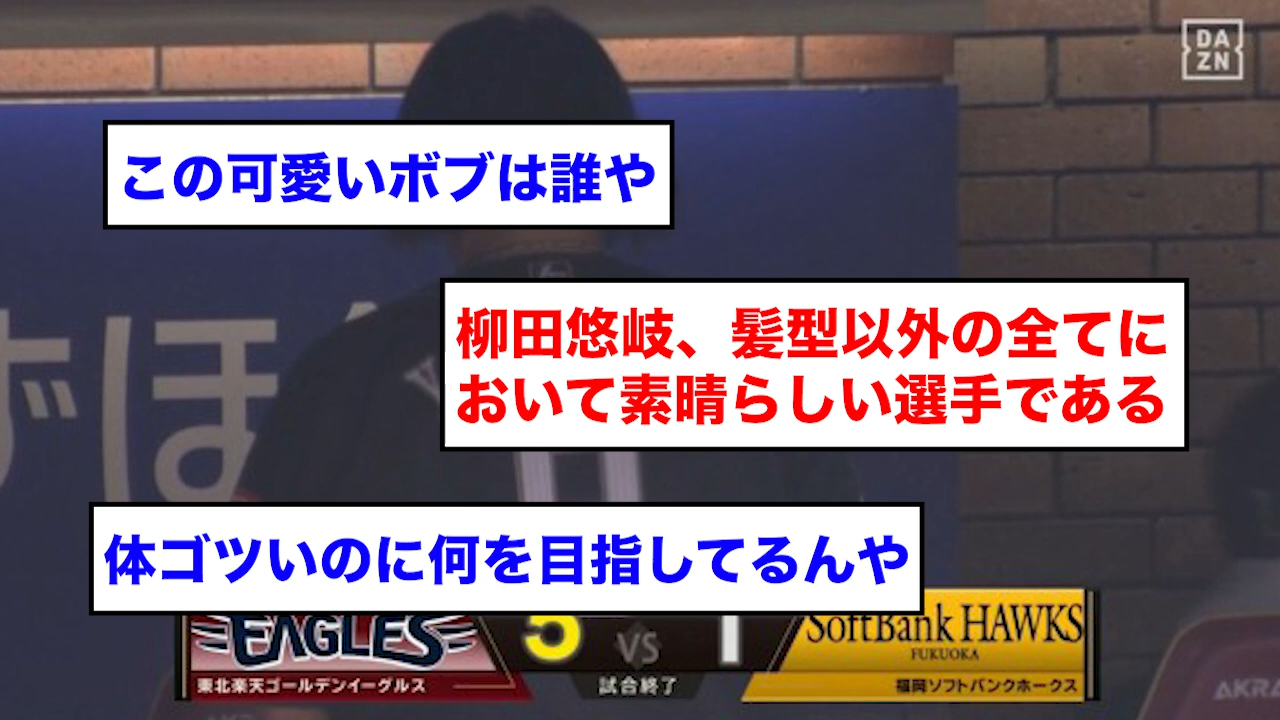 DA
ZN
この可愛いボブは誰や
ずほ
柳田悠岐、髪型以外の全てに
おいて素晴らしい選手である
体ゴツいのに何を目指してるんや
EAGLES
5 VS 1
SoftBank HAWKS
FUKUOKA
東北楽天ゴールデンイーグルス
試合終了
福岡ソフトバンクホークス